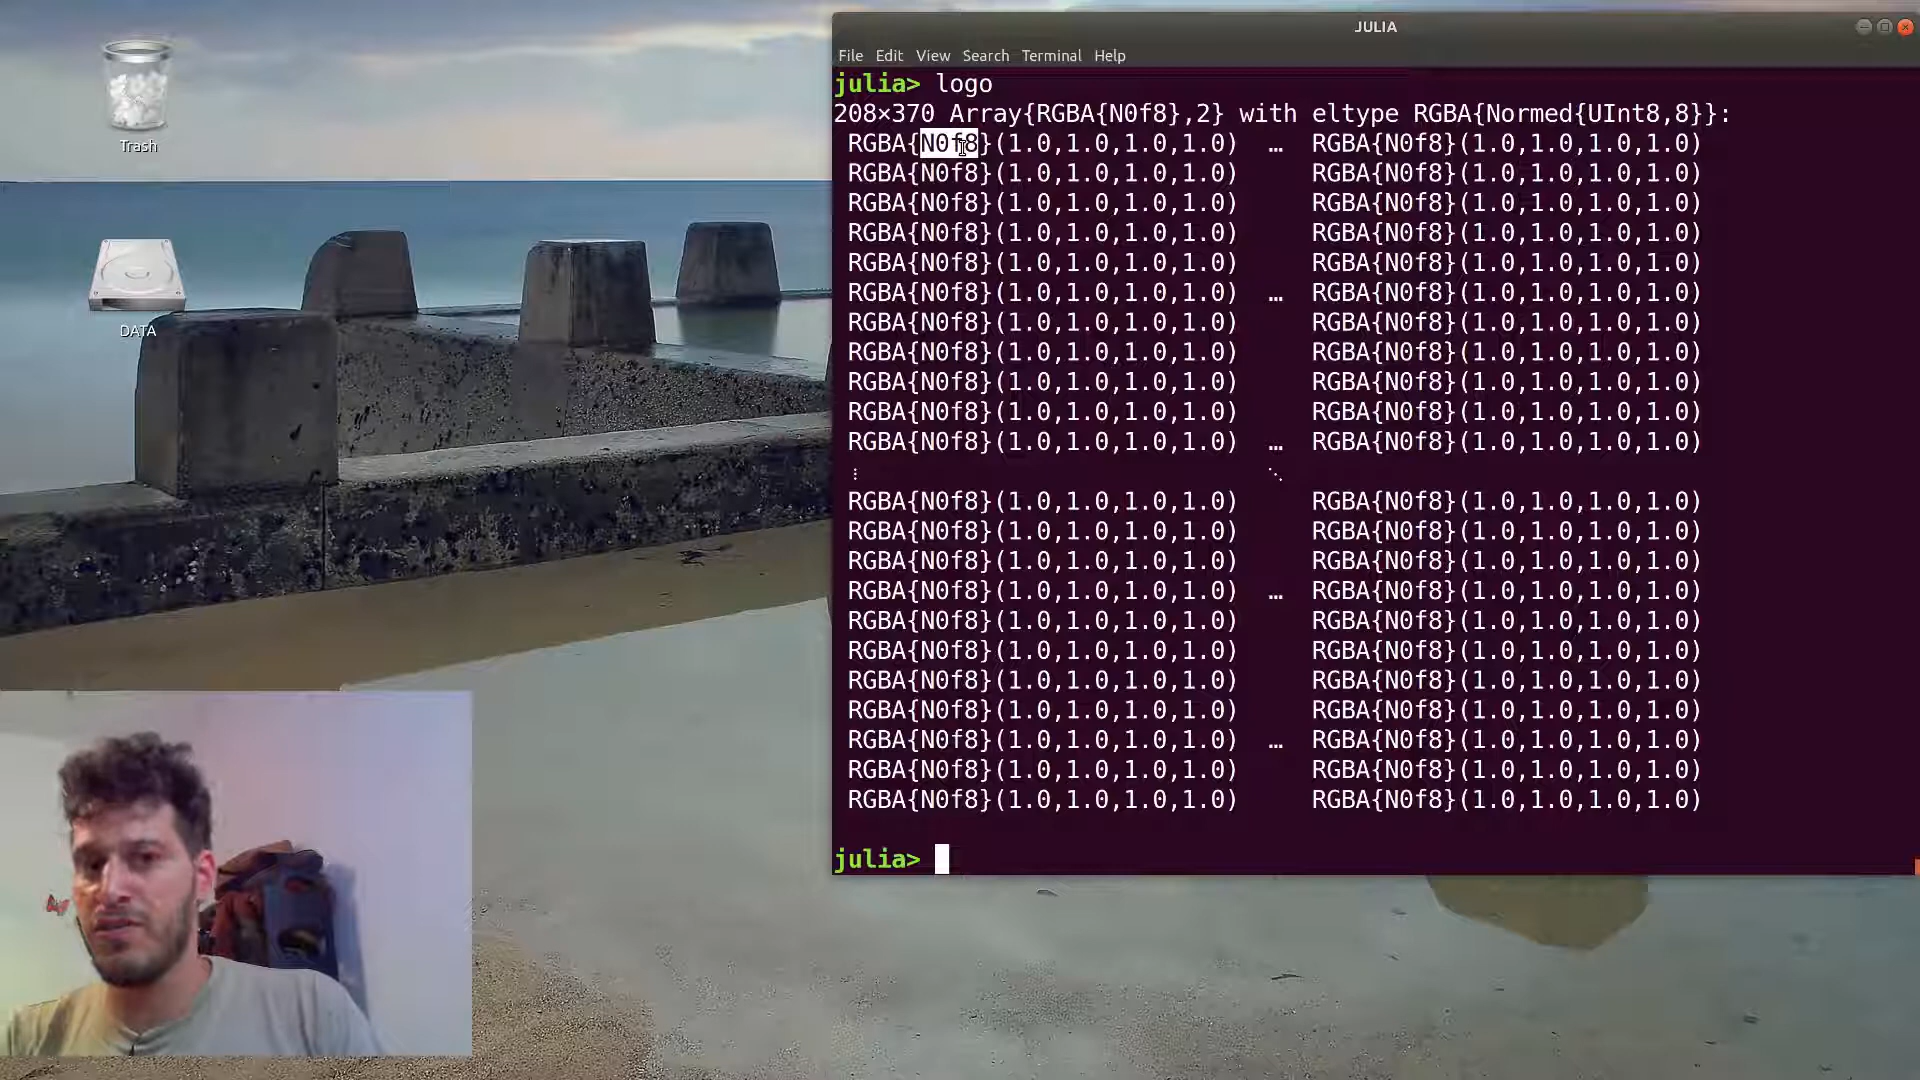 JULIA
File Edit View Search Terminal Help
julia> logo
208×370 Array{RGBA{N0f8},2} with eltype RGBA{Normed{UInt8,8}}:
RGBA{N0f8}(1.0,1.0,1.0,1.0) … RGBA{N0f8}(1.0,1.0,1.0,1.0)
RGBA{N0f8}(1.0,1.0,1.0,1.0) RGBA{N0f8}(1.0,1.0,1.0,1.0)
RGBA{N0f8}(1.0,1.0,1.0,1.0) RGBA{N0f8}(1.0,1.0,1.0,1.0)
RGBA{N0f8}(1.0,1.0,1.0,1.0) RGBA{N0f8}(1.0,1.0,1.0,1.0)
RGBA{N0f8}(1.0,1.0,1.0,1.0) RGBA{N0f8}(1.0,1.0,1.0,1.0)
RGBA{N0f8}(1.0,1.0,1.0,1.0) … RGBA{N0f8}(1.0,1.0,1.0,1.0)
RGBA{N0f8}(1.0,1.0,1.0,1.0) RGBA{N0f8}(1.0,1.0,1.0,1.0)
RGBA{N0f8}(1.0,1.0,1.0,1.0) RGBA{N0f8}(1.0,1.0,1.0,1.0)
RGBA{N0f8}(1.0,1.0,1.0,1.0) RGBA{N0f8}(1.0,1.0,1.0,1.0)
RGBA{N0f8}(1.0,1.0,1.0,1.0) RGBA{N0f8}(1.0,1.0,1.0,1.0)
RGBA{N0f8}(1.0,1.0,1.0,1.0) … RGBA{N0f8}(1.0,1.0,1.0,1.0)
⋮ ⋱
RGBA{N0f8}(1.0,1.0,1.0,1.0) RGBA{N0f8}(1.0,1.0,1.0,1.0)
RGBA{N0f8}(1.0,1.0,1.0,1.0) RGBA{N0f8}(1.0,1.0,1.0,1.0)
RGBA{N0f8}(1.0,1.0,1.0,1.0) RGBA{N0f8}(1.0,1.0,1.0,1.0)
RGBA{N0f8}(1.0,1.0,1.0,1.0) … RGBA{N0f8}(1.0,1.0,1.0,1.0)
RGBA{N0f8}(1.0,1.0,1.0,1.0) RGBA{N0f8}(1.0,1.0,1.0,1.0)
RGBA{N0f8}(1.0,1.0,1.0,1.0) RGBA{N0f8}(1.0,1.0,1.0,1.0)
RGBA{N0f8}(1.0,1.0,1.0,1.0) RGBA{N0f8}(1.0,1.0,1.0,1.0)
RGBA{N0f8}(1.0,1.0,1.0,1.0) RGBA{N0f8}(1.0,1.0,1.0,1.0)
RGBA{N0f8}(1.0,1.0,1.0,1.0) … RGBA{N0f8}(1.0,1.0,1.0,1.0)
RGBA{N0f8}(1.0,1.0,1.0,1.0) RGBA{N0f8}(1.0,1.0,1.0,1.0)
RGBA{N0f8}(1.0,1.0,1.0,1.0) RGBA{N0f8}(1.0,1.0,1.0,1.0)
julia>
Trash
DATA